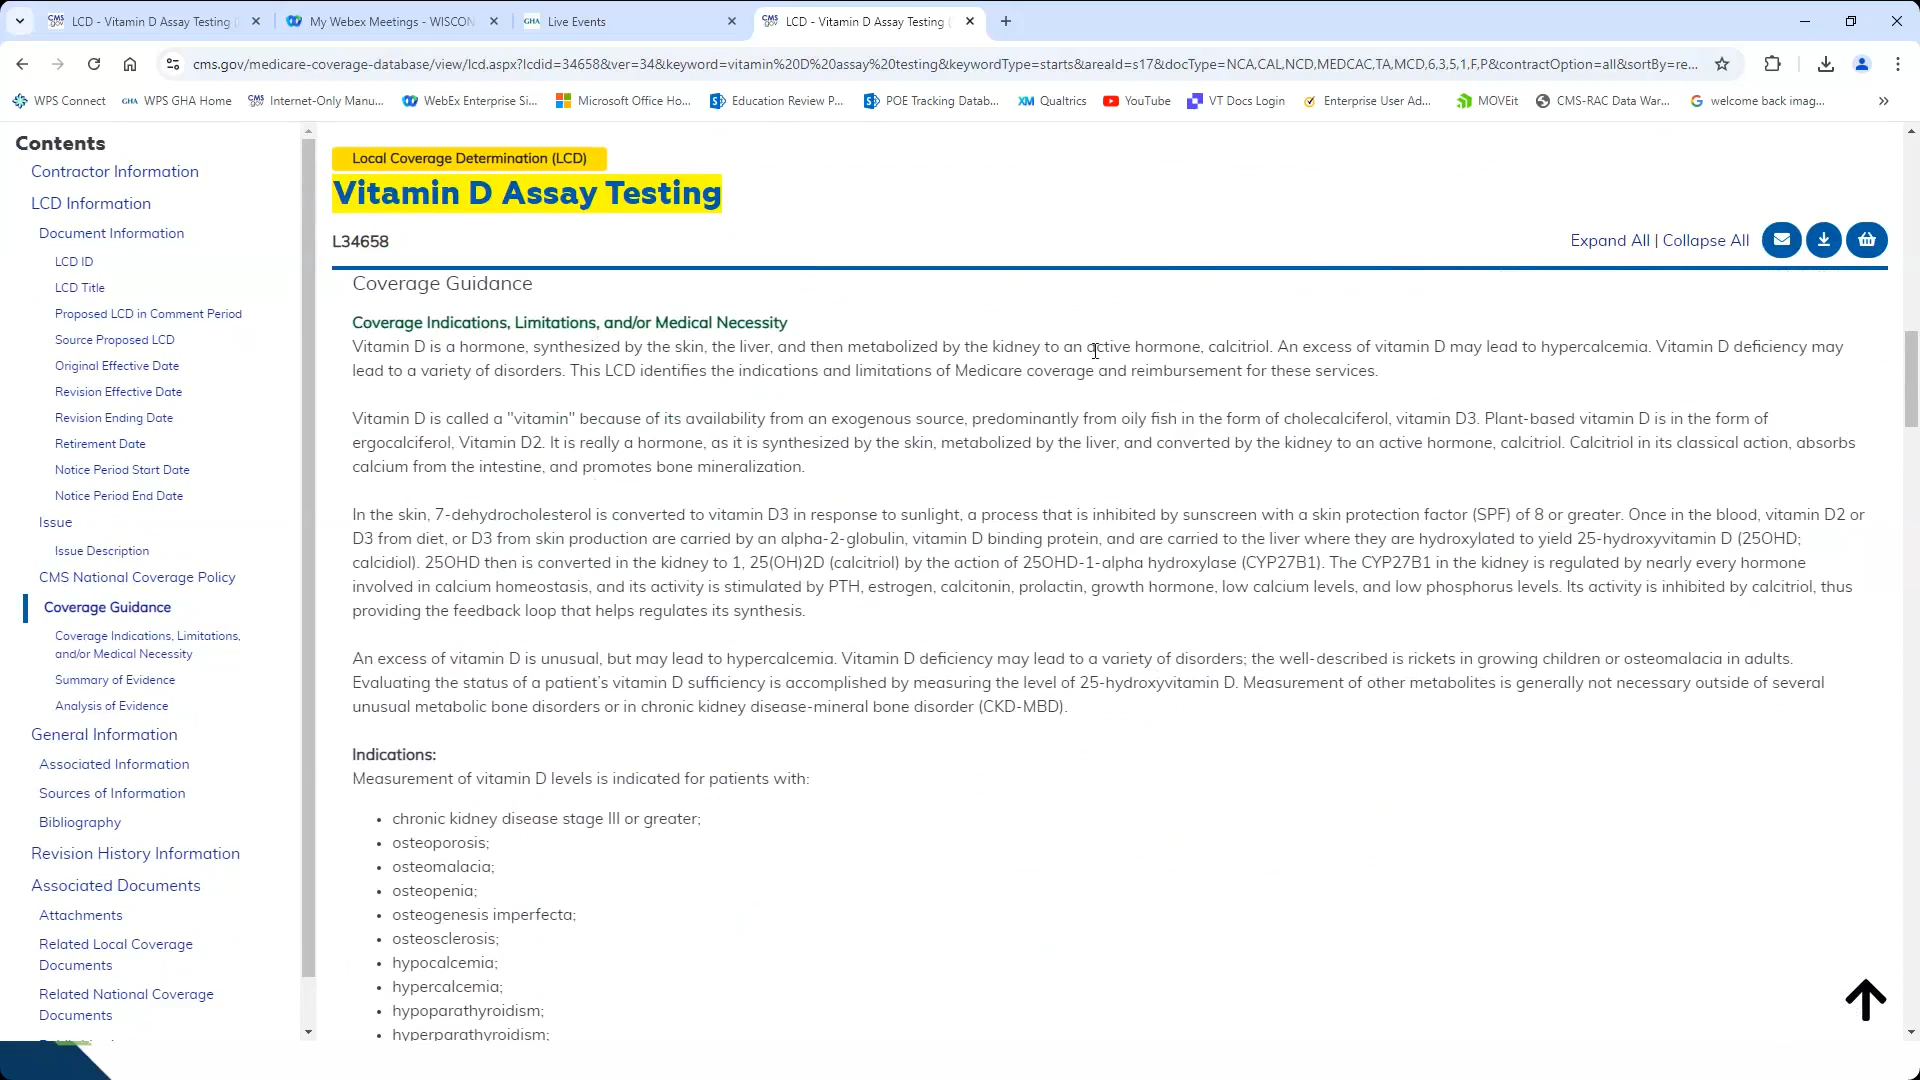 LCD - Vitamin D Assay Testing
My Webex Meetings - WISCON
GHA Live Events
LCD - Vitamin D Assay Testing (
cms.gov/medicare-coverage-database/view/lcd.aspx?lcdid=34658&ver=34&keyword=vitamin%20D%20assay%20testing&keywordType=starts&areaId=s17&docType=NCA,CAL,NCD,MEDCAC,TA,MCD,6,3,5,1,F,P&contractOption=all&sortBy=re...
WPS Connect
GHA WPS GHA Home
Internet-Only Manu...
WebEx Enterprise Si...
Microsoft Office Ho...
Education Review P...
POE Tracking Datab...
XM Qualtrics
YouTube
VT Docs Login
Enterprise User Ad...
MOVEit
CMS-RAC Data War...
welcome back imag...
Contents
Contractor Information
LCD Information
Document Information
LCD ID
LCD Title
Proposed LCD in Comment Period
Source Proposed LCD
Original Effective Date
Revision Effective Date
Revision Ending Date
Retirement Date
Notice Period Start Date
Notice Period End Date
Issue
Issue Description
CMS National Coverage Policy
Coverage Guidance
Coverage Indications, Limitations,
and/or Medical Necessity
Summary of Evidence
Analysis of Evidence
General Information
Associated Information
Sources of Information
Bibliography
Revision History Information
Associated Documents
Attachments
Related Local Coverage
Documents
Related National Coverage
Documents
Local Coverage Determination (LCD)
Vitamin D Assay Testing
L34658
Expand All | Collapse All
Coverage Guidance
Coverage Indications, Limitations, and/or Medical Necessity
Vitamin D is a hormone, synthesized by the skin, the liver, and then metabolized by the kidney to an active hormone, calcitriol. An excess of vitamin D may lead to hypercalcemia. Vitamin D deficiency may
lead to a variety of disorders. This LCD identifies the indications and limitations of Medicare coverage and reimbursement for these services.
Vitamin D is called a "vitamin" because of its availability from an exogenous source, predominantly from oily fish in the form of cholecalciferol, vitamin D3. Plant-based vitamin D is in the form of
ergocalciferol, Vitamin D2. It is really a hormone, as it is synthesized by the skin, metabolized by the liver, and converted by the kidney to an active hormone, calcitriol. Calcitriol in its classical action, absorbs
calcium from the intestine, and promotes bone mineralization.
In the skin, 7-dehydrocholesterol is converted to vitamin D3 in response to sunlight, a process that is inhibited by sunscreen with a skin protection factor (SPF) of 8 or greater. Once in the blood, vitamin D2 or
D3 from diet, or D3 from skin production are carried by an alpha-2-globulin, vitamin D binding protein, and are carried to the liver where they are hydroxylated to yield 25-hydroxyvitamin D (25OHD;
calcidiol). 25OHD then is converted in the kidney to 1, 25(OH)2D (calcitriol) by the action of 25OHD-1-alpha hydroxylase (CYP27B1). The CYP27B1 in the kidney is regulated by nearly every hormone
involved in calcium homeostasis, and its activity is stimulated by PTH, estrogen, calcitonin, prolactin, growth hormone, low calcium levels, and low phosphorus levels. Its activity is inhibited by calcitriol, thus
providing the feedback loop that helps regulates its synthesis.
An excess of vitamin D is unusual, but may lead to hypercalcemia. Vitamin D deficiency may lead to a variety of disorders; the well-described is rickets in growing children or osteomalacia in adults.
Evaluating the status of a patient's vitamin D sufficiency is accomplished by measuring the level of 25-hydroxyvitamin D. Measurement of other metabolites is generally not necessary outside of several
unusual metabolic bone disorders or in chronic kidney disease-mineral bone disorder (CKD-MBD).
Indications:
Measurement of vitamin D levels is indicated for patients with:
• chronic kidney disease stage III or greater;
• osteoporosis;
• osteomalacia;
• osteopenia;
• osteogenesis imperfecta;
• osteosclerosis;
• hypocalcemia;
• hypercalcemia;
• hypoparathyroidism;
• hyperparathyroidism;